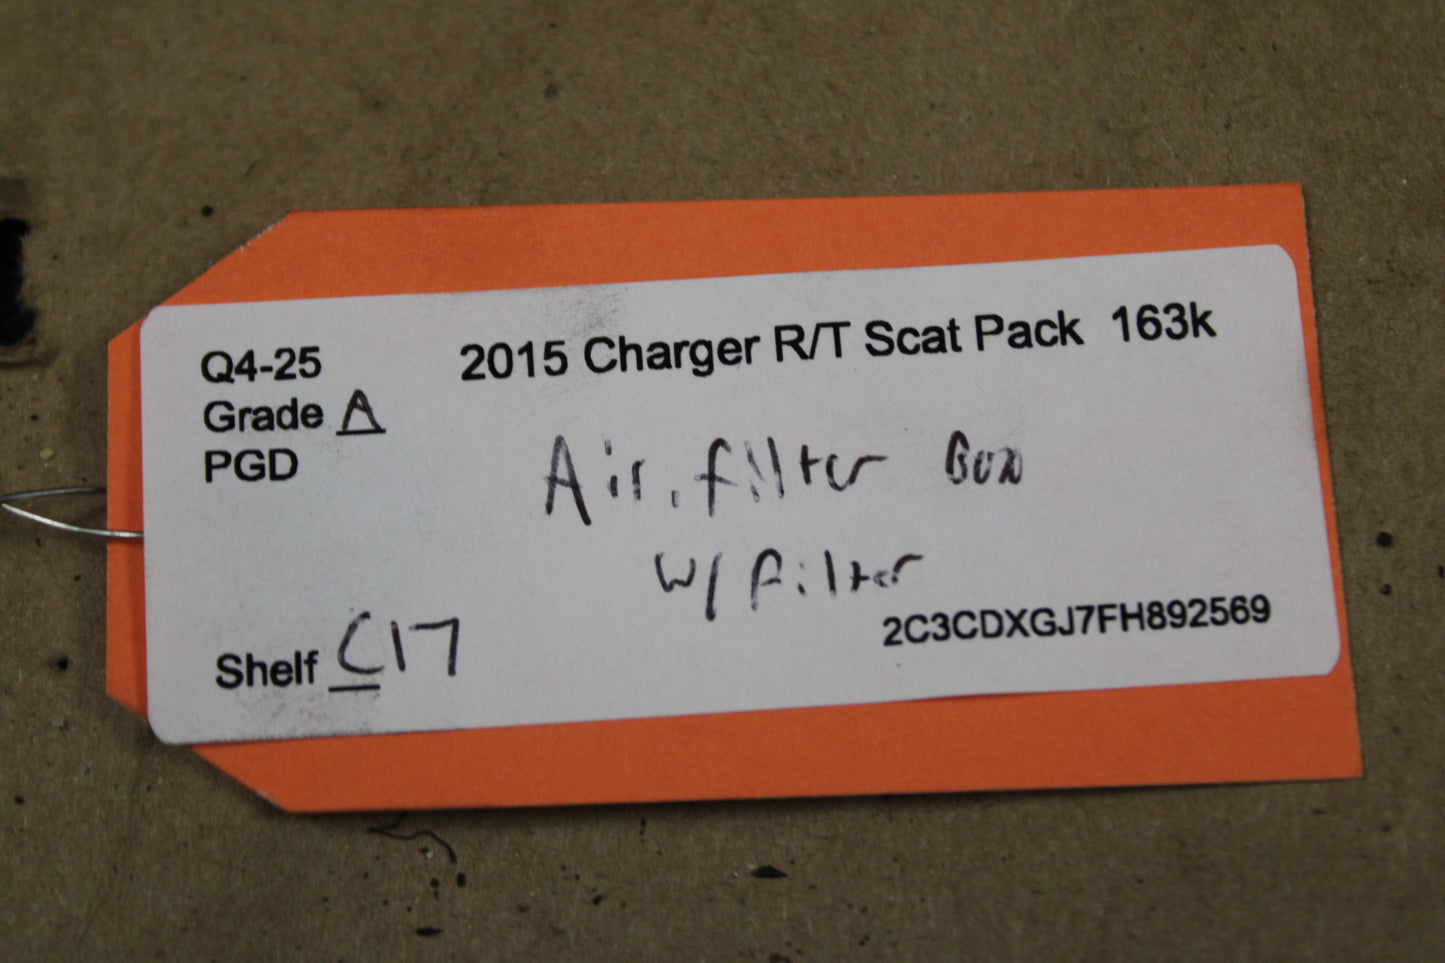 Q4-25 2015 Charger R/T Scat Pack 163k
Grade A
PGD
Air filter Box
w/ filter
2C3CDXGJ7FH892569
Shelf C17